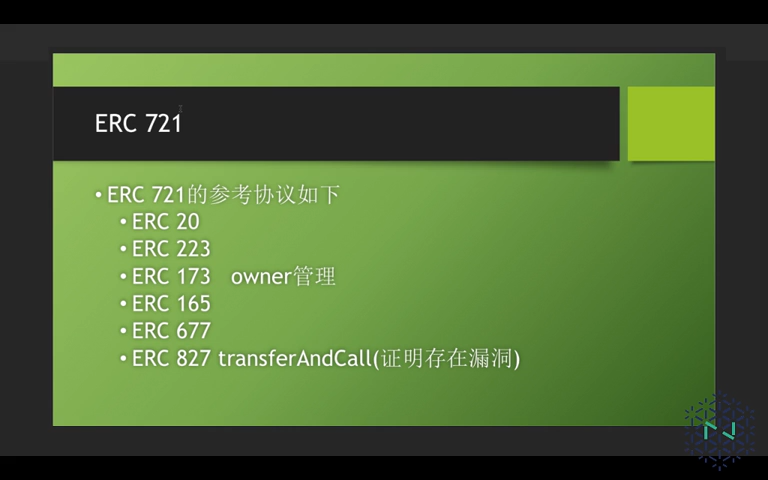 ERC 721
• ERC 721的参考协议如下
• ERC 20
• ERC 223
• ERC 173 owner管理
• ERC 165
• ERC 677
• ERC 827 transferAndCall(证明存在漏洞)